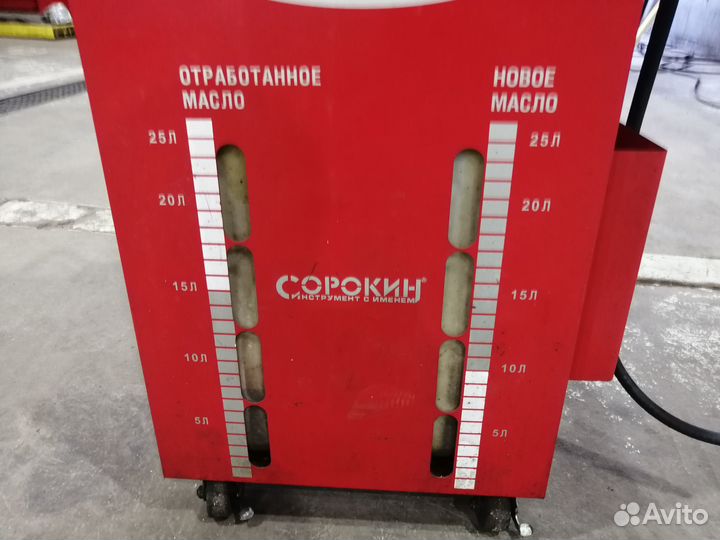 ОТРАБОТАННОЕ
МАСЛО
25Л
20Л
15Л
10Л
5Л
НОВОЕ
МАСЛО
25Л
20Л
15Л
10Л
5Л
СОРОКИН®
ИНСТРУМЕНТ С ИМЕНЕМ
Avito